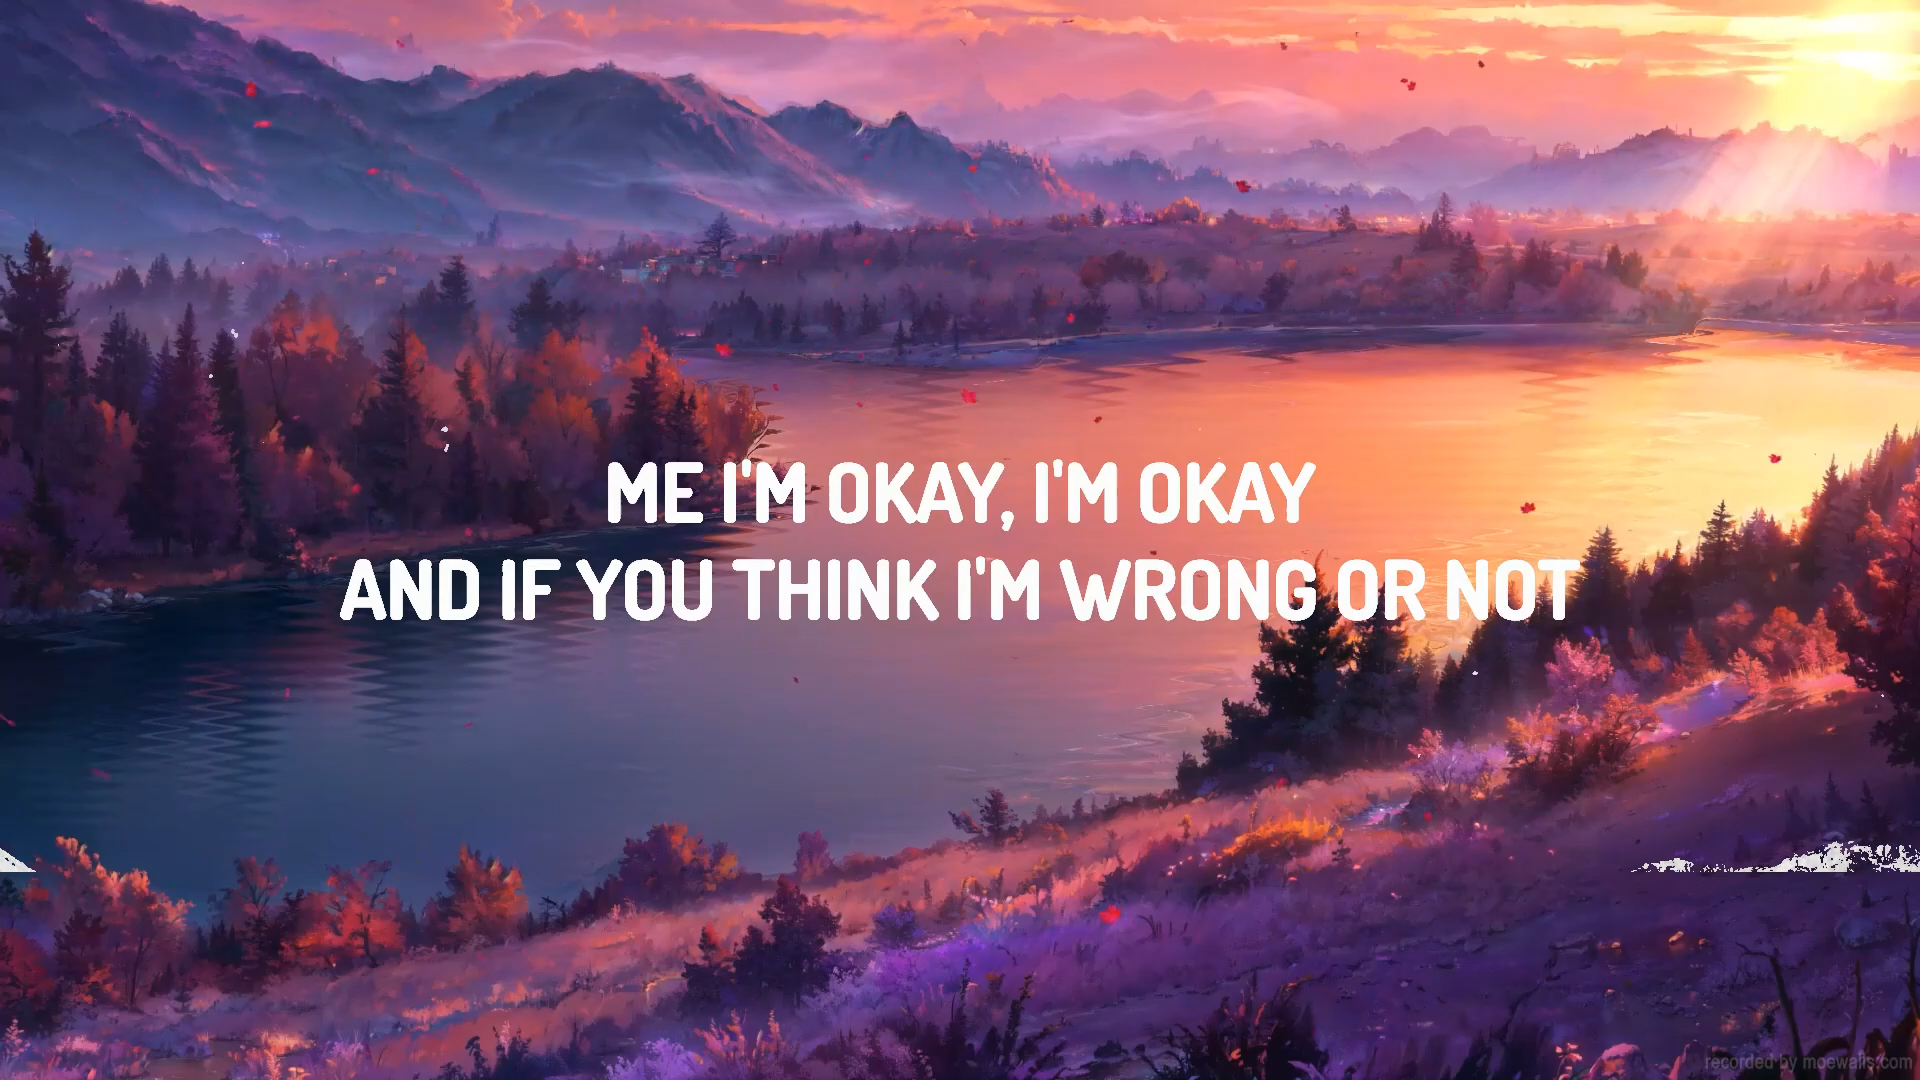 ME I'M OKAY, I'M OKAY
AND IF YOU THINK I'M WRONG OR NOT
recorded by moewalls.com